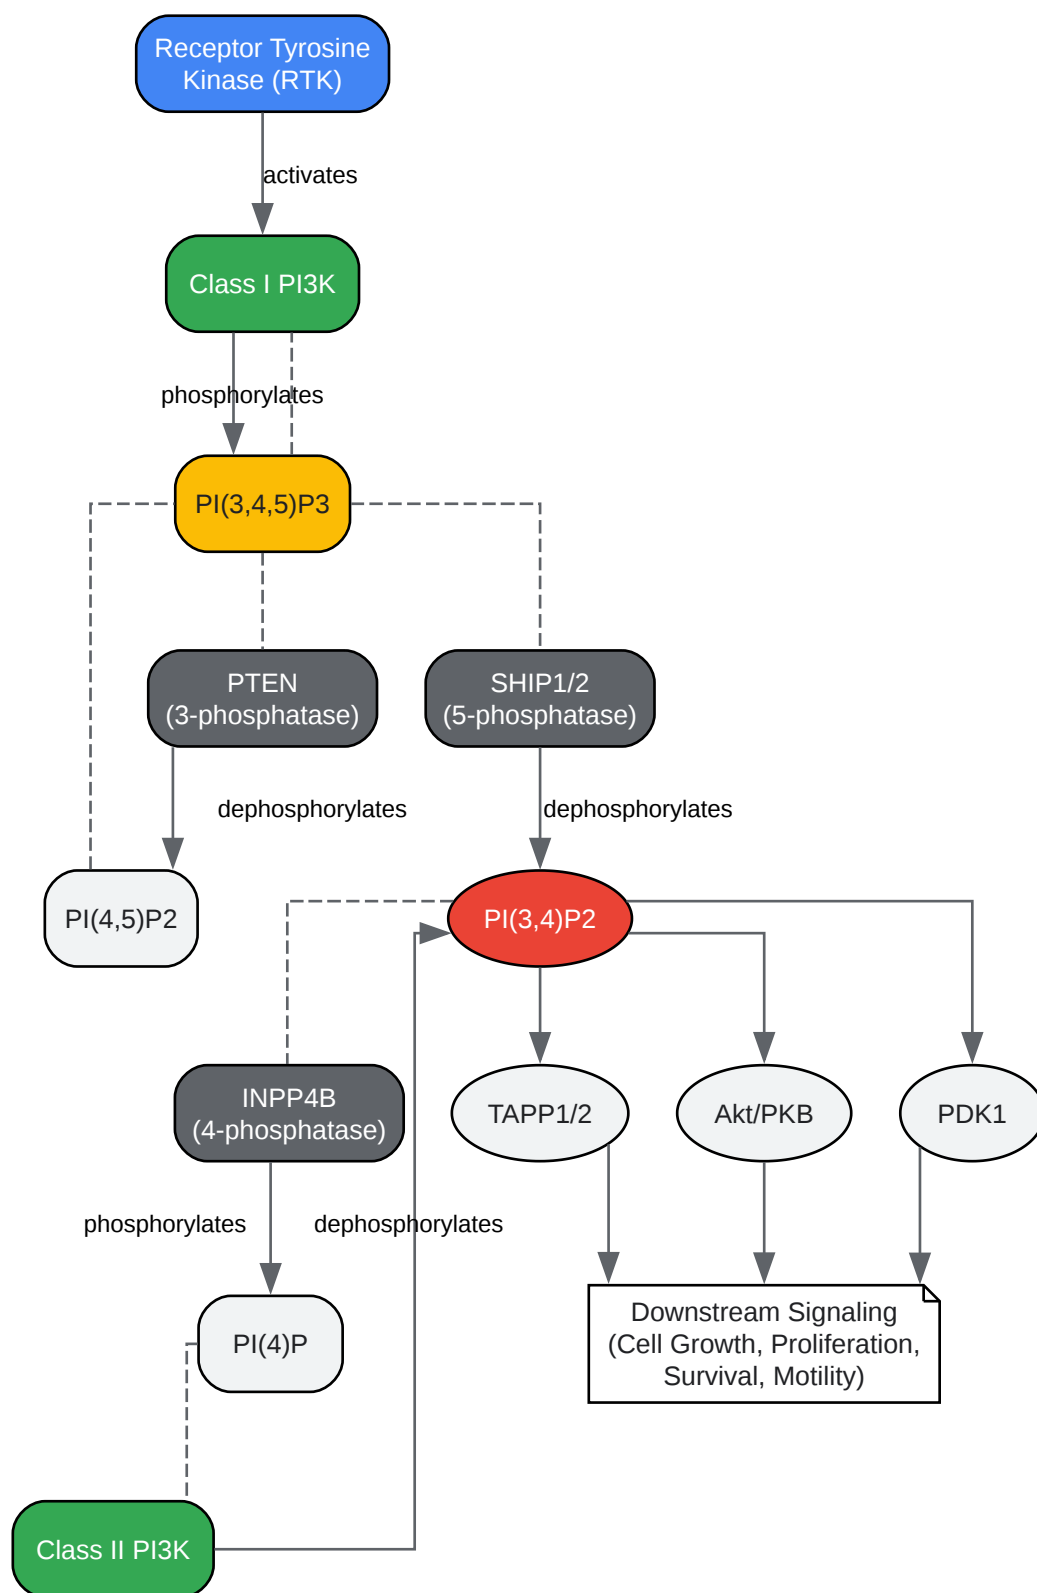 Receptor Tyrosine
Kinase (RTK)
activates
Class I PI3K
phosphorylates
PI(3,4,5)P3
PTEN
(3-phosphatase)
SHIP1/2
(5-phosphatase)
dephosphorylates
dephosphorylates
PI(4,5)P2
PI(3,4)P2
INPP4B
(4-phosphatase)
TAPP1/2
Akt/PKB
PDK1
phosphorylates
dephosphorylates
PI(4)P
Downstream Signaling
(Cell Growth, Proliferation,
Survival, Motility)
Class II PI3K